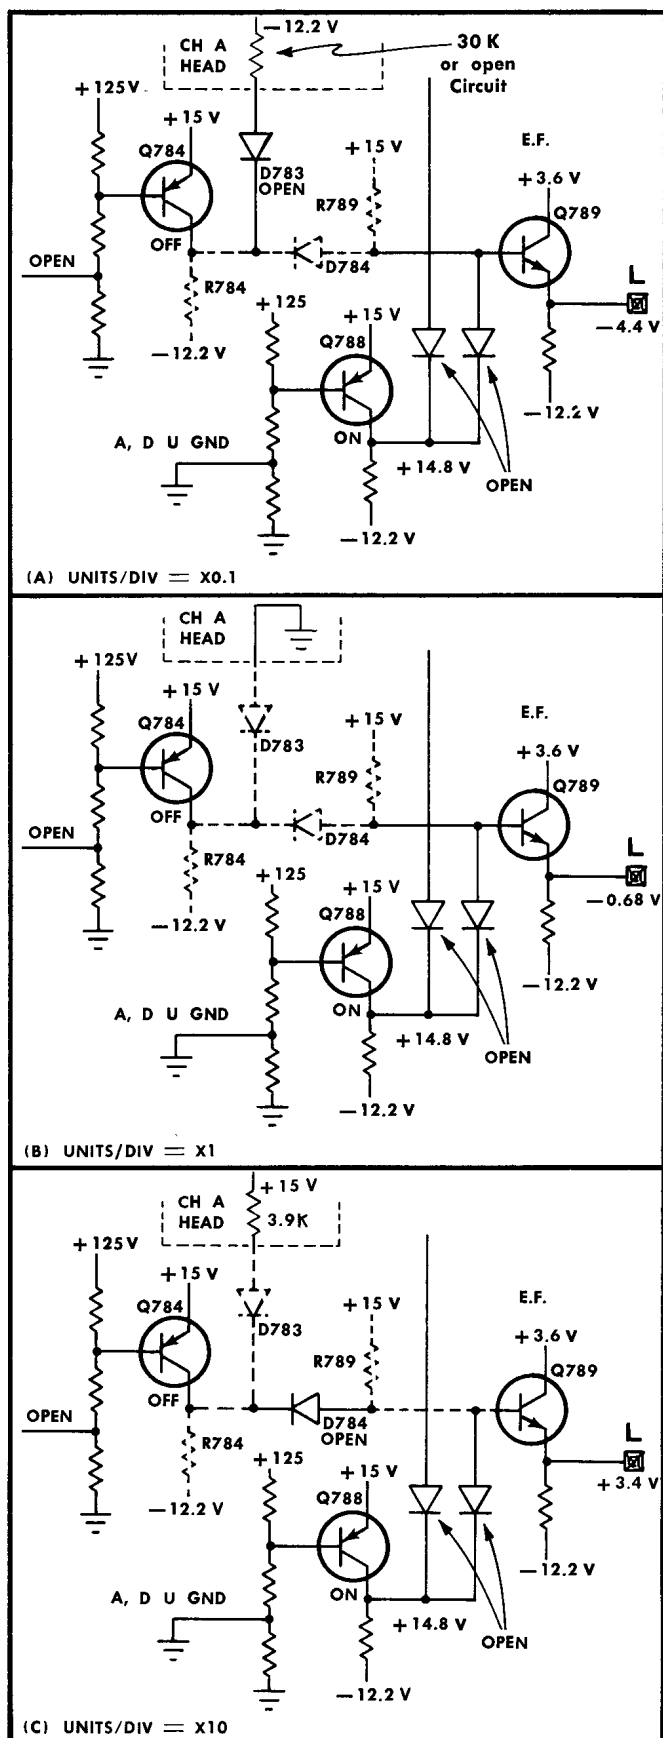 — 12.2 V
CH A
HEAD
30 K
or open
Circuit
+ 125 V
+ 15 V
Q784
D783
OPEN
+ 15 V
E.F.
+ 3.6 V
R789
Q789
OFF
OPEN
D784
R784
L
+ 125
+ 15 V
— 4.4 V
Q788
— 12.2 V
— 12.2 V
A, D U GND
ON
+ 14.8 V
OPEN
— 12.2 V
(A) UNITS/DIV = X0.1
CH A
HEAD
+ 125V
+ 15 V
Q784
D783
+ 15 V
E.F.
+ 3.6 V
R789
Q789
OFF
OPEN
D784
R784
L
+ 125
+ 15 V
— 0.68 V
Q788
— 12.2 V
— 12.2 V
A, D U GND
ON
+ 14.8 V
OPEN
— 12.2 V
(B) UNITS/DIV = X1
+ 15 V
CH A
HEAD
3.9K
+ 125V
+ 15 V
Q784
D783
+ 15 V
E.F.
+ 3.6 V
R789
Q789
OFF
OPEN
D784
OPEN
R784
L
+ 125
+ 15 V
+ 3.4 V
Q788
— 12.2 V
— 12.2 V
A, D U GND
ON
+ 14.8 V
OPEN
— 12.2 V
(C) UNITS/DIV = X10